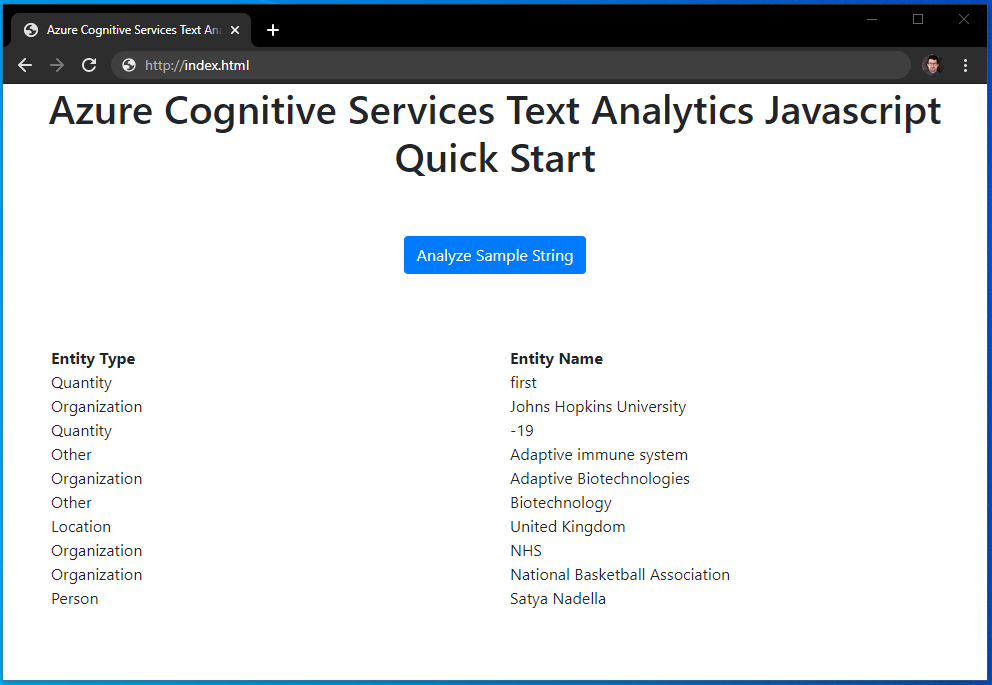 Azure Cognitive Services Text An
http://index.html
Azure Cognitive Services Text Analytics Javascript
Quick Start
Analyze Sample String
Entity Type Entity Name
Quantity first
Organization Johns Hopkins University
Quantity -19
Other Adaptive immune system
Organization Adaptive Biotechnologies
Other Biotechnology
Location United Kingdom
Organization NHS
Organization National Basketball Association
Person Satya Nadella